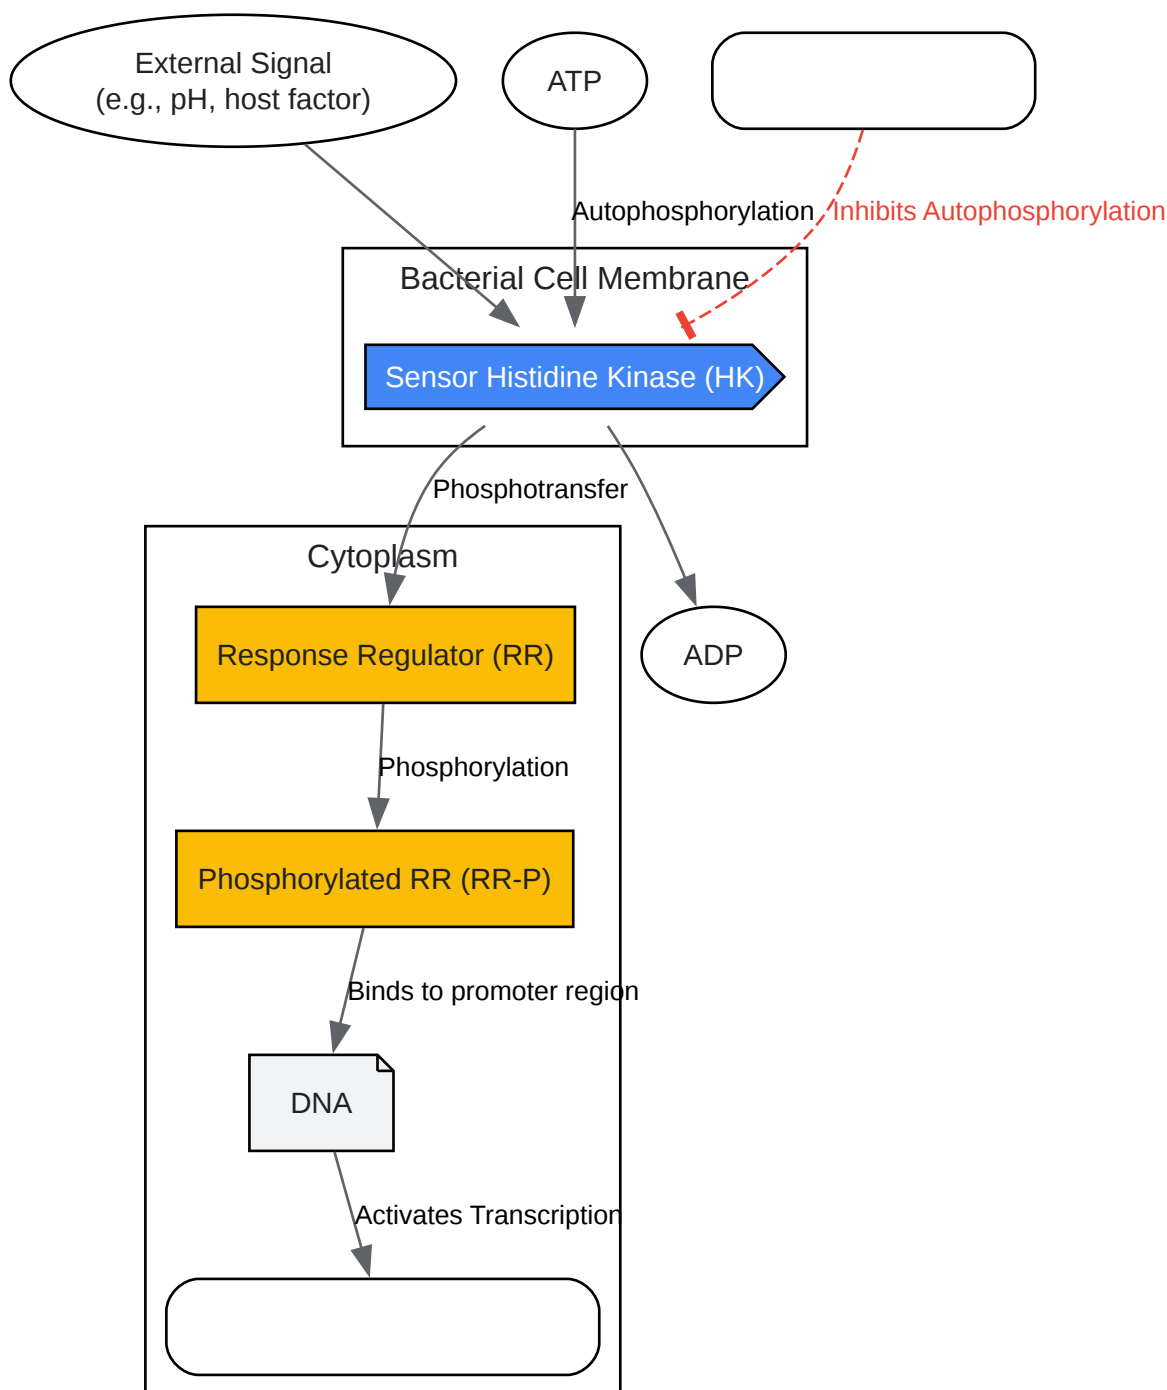 External Signal
(e.g., pH, host factor)
ATP
Autophosphorylation
Inhibits Autophosphorylation
Bacterial Cell Membrane
Sensor Histidine Kinase (HK)
Phosphotransfer
Cytoplasm
Response Regulator (RR)
ADP
Phosphorylation
Phosphorylated RR (RR-P)
Binds to promoter region
DNA
Activates Transcription